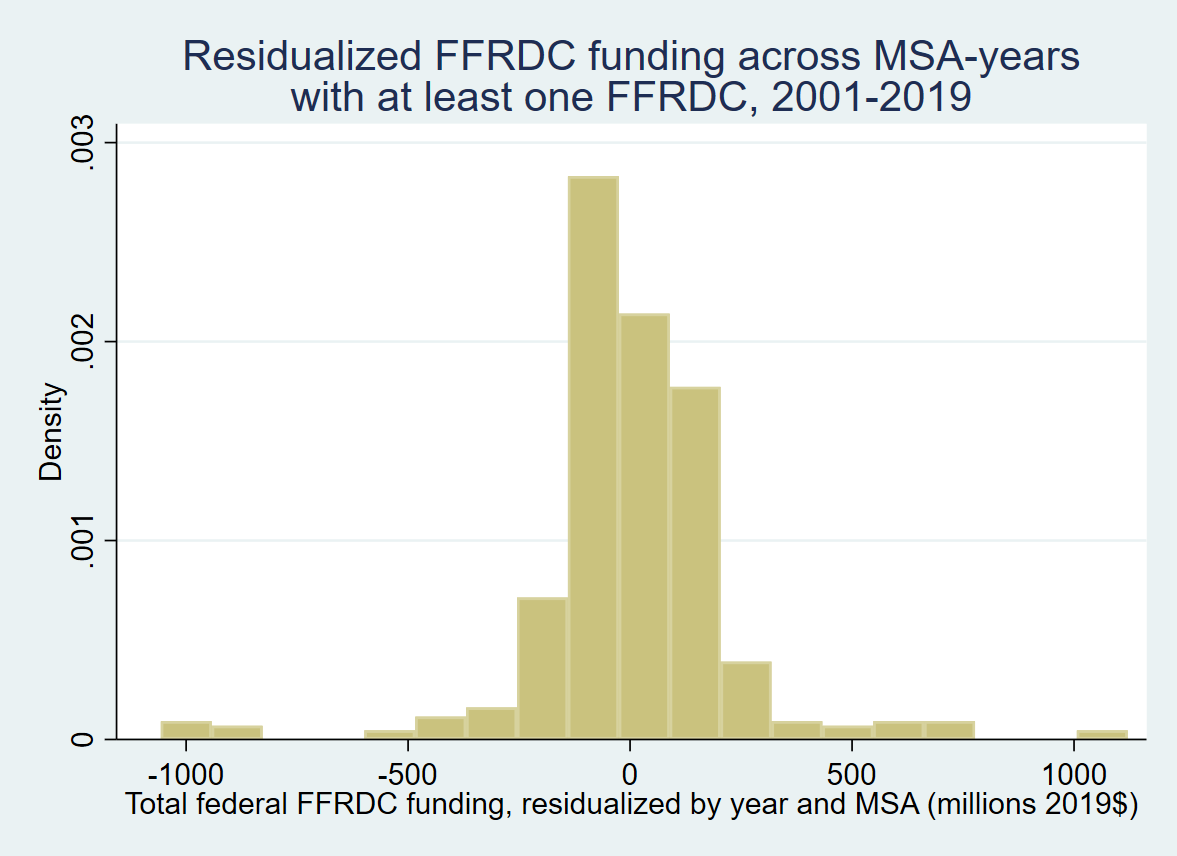 Residualized FFRDC funding across MSA-years
with at least one FFRDC, 2001-2019
.003
.002
.001
0
Density
-1000
-500
0
500
1000
Total federal FFRDC funding, residualized by year and MSA (millions 2019$)